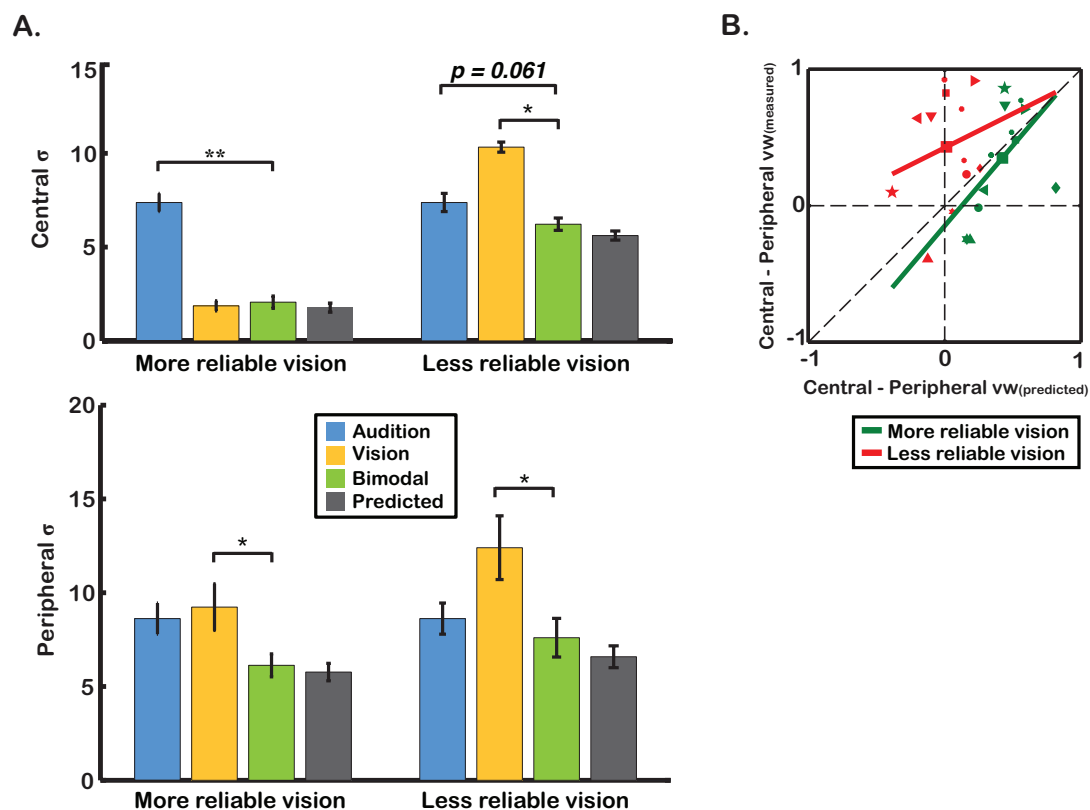 A.
15
10
5
0
Central σ
**
p = 0.061
*
More reliable vision
Less reliable vision
20
15
10
5
0
Peripheral σ
Audition
Vision
Bimodal
Predicted
*
*
More reliable vision
Less reliable vision
B.
1
0
-1
Central - Peripheral vw(measured)
-1
0
1
Central - Peripheral vw(predicted)
More reliable vision
Less reliable vision